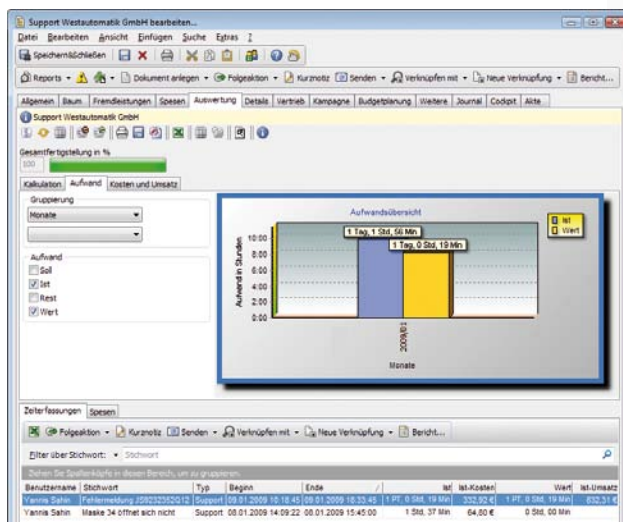 Support Westautomatik GmbH bearbeiten...
Datei Bearbeiten Ansicht Einfügen Suche Extras ?
Speichern&Schließen
Reports Dokument anlegen Folgeaktion Kurznotiz Senden Verknüpfen mit Neue Verknüpfung Bericht...
Allgemein Baum Fremdleistungen Spesen Auswertung Details Vertrieb Kampagne Budgetplanung Weitere Journal Cockpit Akte
Support Westautomatik GmbH
Gesamtfertigstellung in %
100
Kalkulation Aufwand Kosten und Umsatz
Gruppierung
Monate
Aufwand
Soll
Ist
Rest
Wert
Aufwandsübersicht
Ist
Wert
1 Tag, 1 Std, 56 Min
1 Tag, 0 Std, 19 Min
Aufwand in Stunden
10:00
8:00
6:00
4:00
2:00
0:00
2009/01
Monate
Zeiterfassungen Spesen
Folgeaktion Kurznotiz Senden Verknüpfen mit Neue Verknüpfung Bericht...
Filter über Stichwort: Stichwort
Ziehen Sie Spaltenköpfe in diesen Bereich, um zu gruppieren.
Benutzername Stichwort Typ Beginn Ende Ist Ist-Kosten Wert Ist-Umsatz
Yannis Sahin Fehlermeldung Support 09.01.2009 10:18:45 09.01.2009 18:33:45 1 PT, 0 Std, 19 Min 332,92 € 1 PT, 0 Std, 19 Min 832,31 €
Yannis Sahin Maske 34 öffnet sich nicht Support 08.01.2009 14:09:22 08.01.2009 15:45:00 1 Std, 37 Min 64,80 € 0 Std, 00 Min